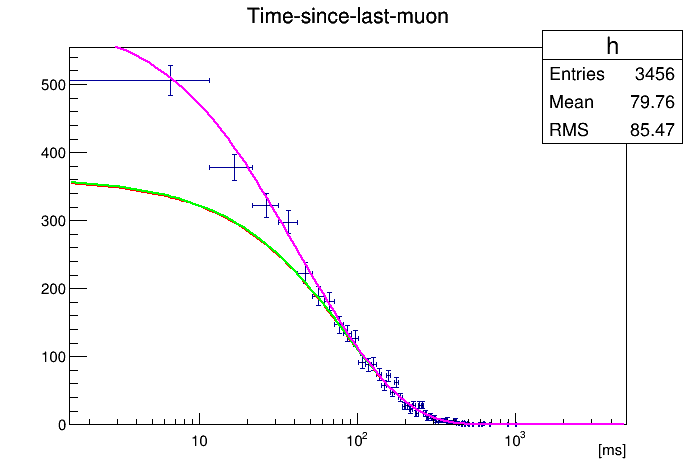 Time-since-last-muon
h
Entries 3456
Mean 79.76
RMS 85.47
500
400
300
200
100
0
10 10² 10³
[ms]